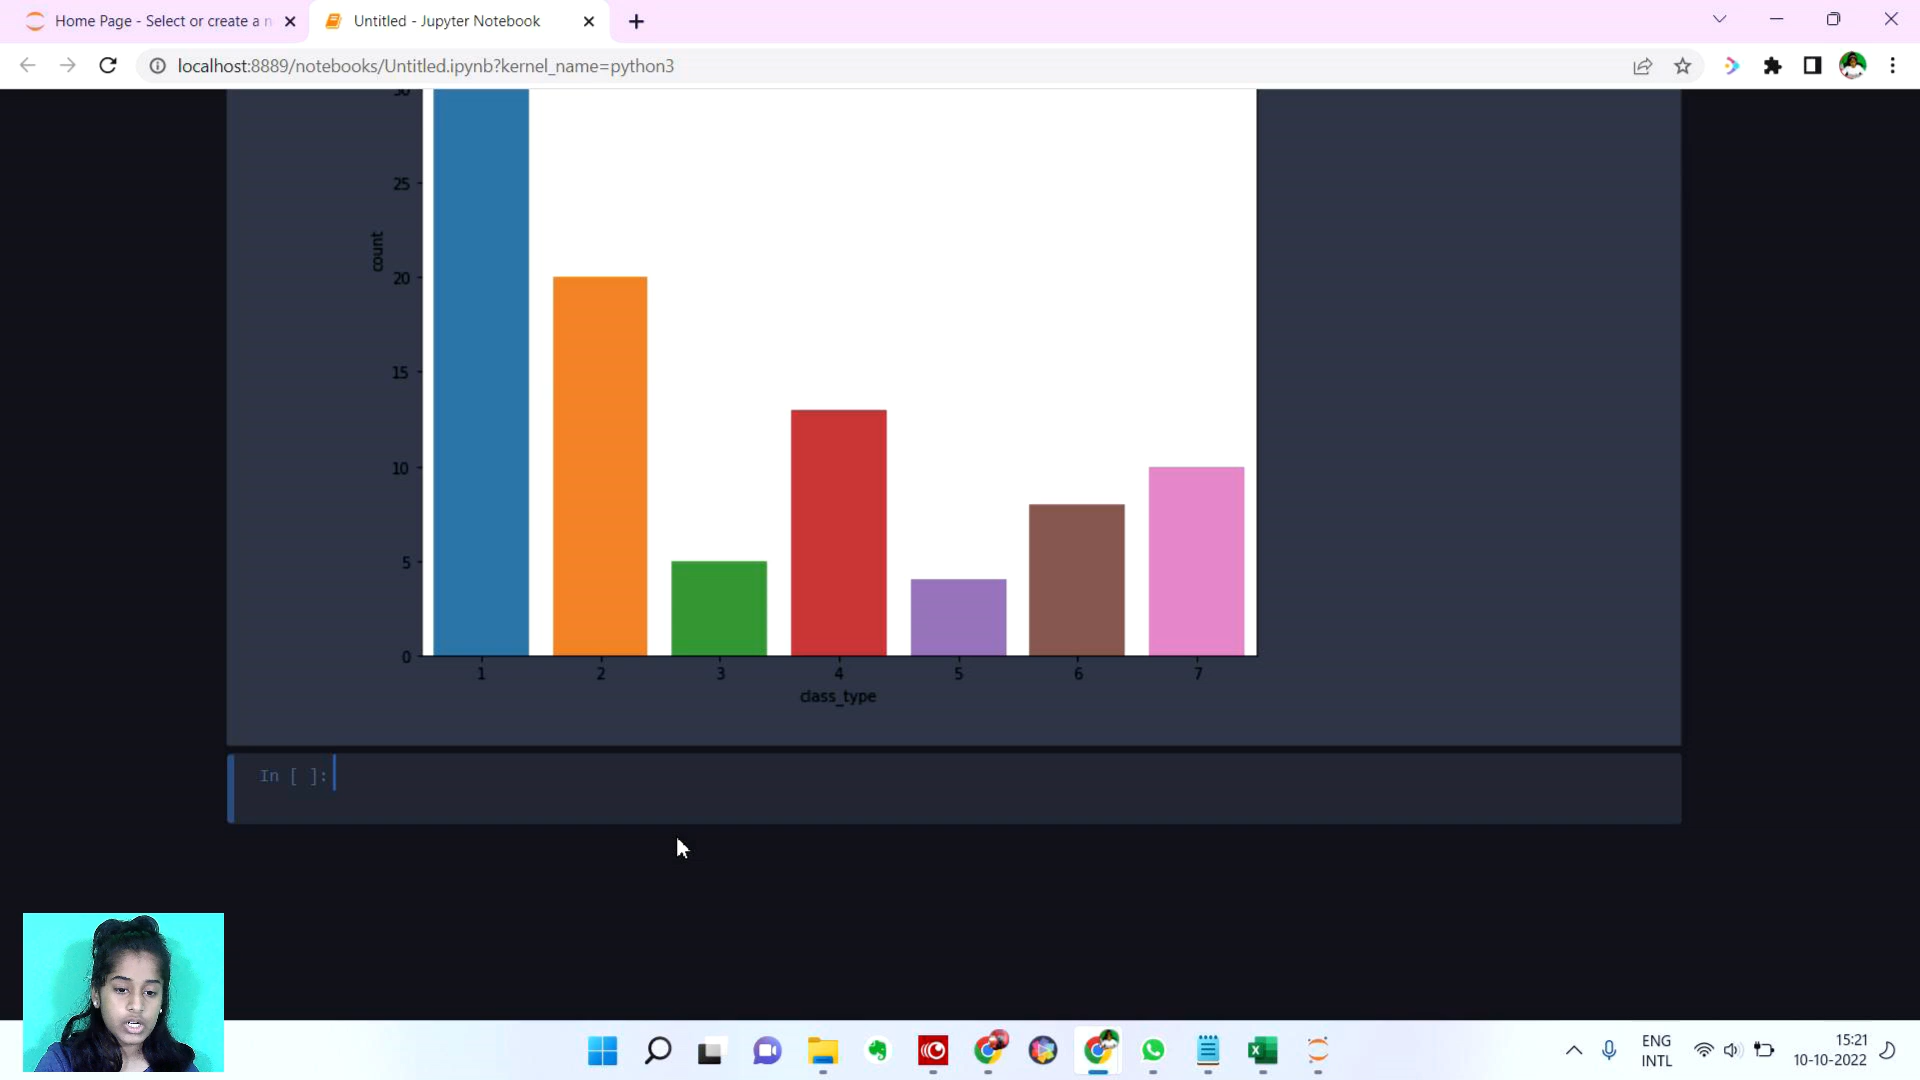 Home Page - Select or create a n
Untitled - Jupyter Notebook
localhost:8889/notebooks/Untitled.ipynb?kernel_name=python3
30
25
20
15
10
5
0
count
1 2 3 4 5 6 7
class_type
In [ ]:
ENG
INTL
15:21
10-10-2022